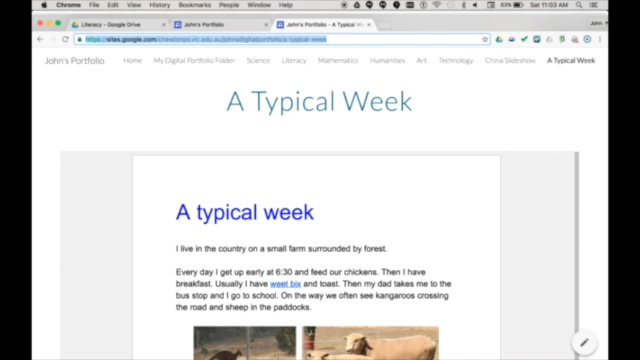 Chrome File Edit View History Bookmarks People Window Help
63% Sat 11:03 AM
Literacy - Google Drive
John's Portfolio
John's Portfolio - A Typical W
John
https://sites.google.com/chewtonps.vic.edu.au/johnsdigitalportfolio/a-typical-week
John's Portfolio Home My Digital Portfolio Folder Science Literacy Mathematics Humanities Art Technology China Slideshow A Typical Week
A Typical Week
A typical week
I live in the country on a small farm surrounded by forest.
Every day I get up early at 6:30 and feed our chickens. Then I have
breakfast. Usually I have weet bix and toast. Then my dad takes me to the
bus stop and I go to school. On the way we often see kangaroos crossing
the road and sheep in the paddocks.